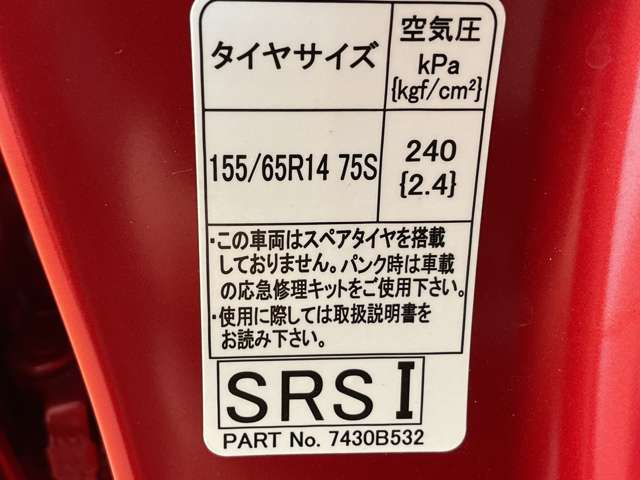 タイヤサイズ
空気圧
kPa
{kgf/cm²}
155/65R14 75S
240
{2.4}
・この車両はスペアタイヤを搭載
しておりません。パンク時は車載
の応急修理キットをご使用下さい。
・使用に際しては取扱説明書を
お読み下さい。
SRS I
PART No. 7430B532